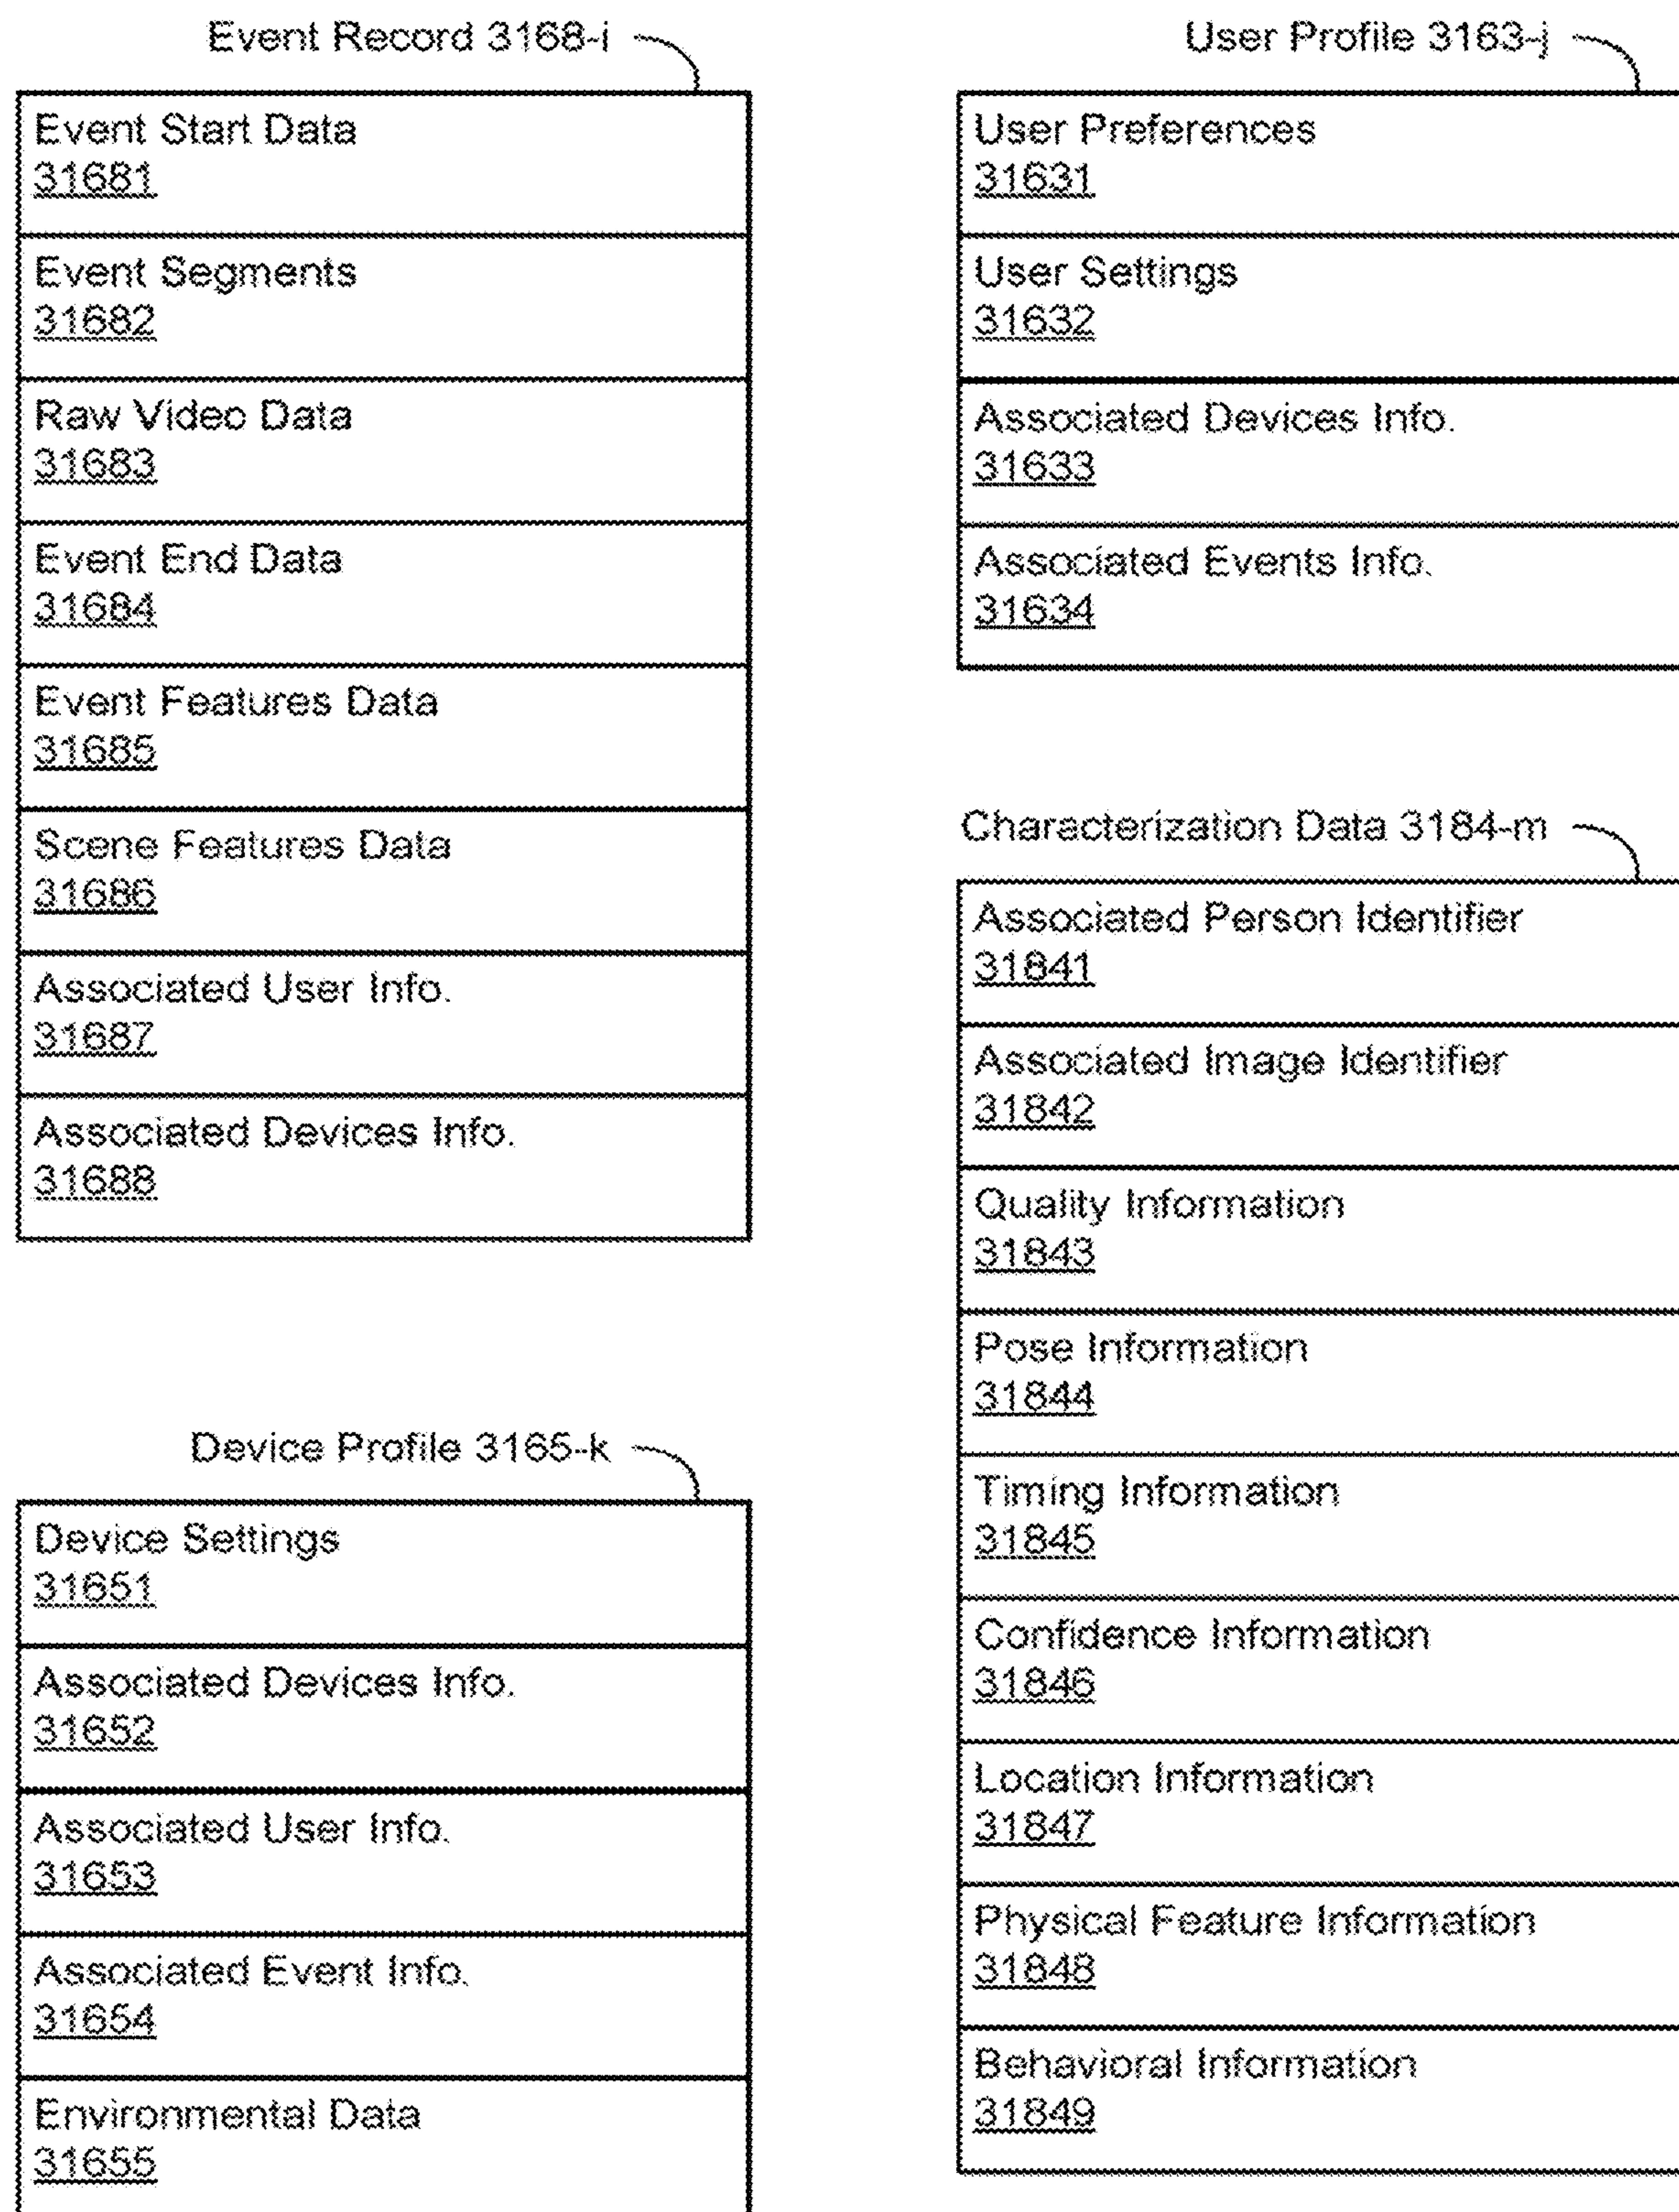 Event Record 3168-i
Event Start Data
31681
Event Segments
31682
Raw Video Data
31683
Event End Data
31684
Event Features Data
31685
Scene Features Data
31686
Associated User Info.
31687
Associated Devices Info.
31688
Device Profile 3165-k
Device Settings
31651
Associated Devices Info.
31652
Associated User Info.
31653
Associated Event Info.
31654
Environmental Data
31655
User Profile 3163-j
User Preferences
31631
User Settings
31632
Associated Devices Info.
31633
Associated Events Info.
31634
Characterization Data 3184-m
Associated Person Identifier
31841
Associated Image Identifier
31842
Quality Information
31843
Pose Information
31844
Timing Information
31845
Confidence Information
31846
Location Information
31847
Physical Feature Information
31848
Behavioral Information
31849